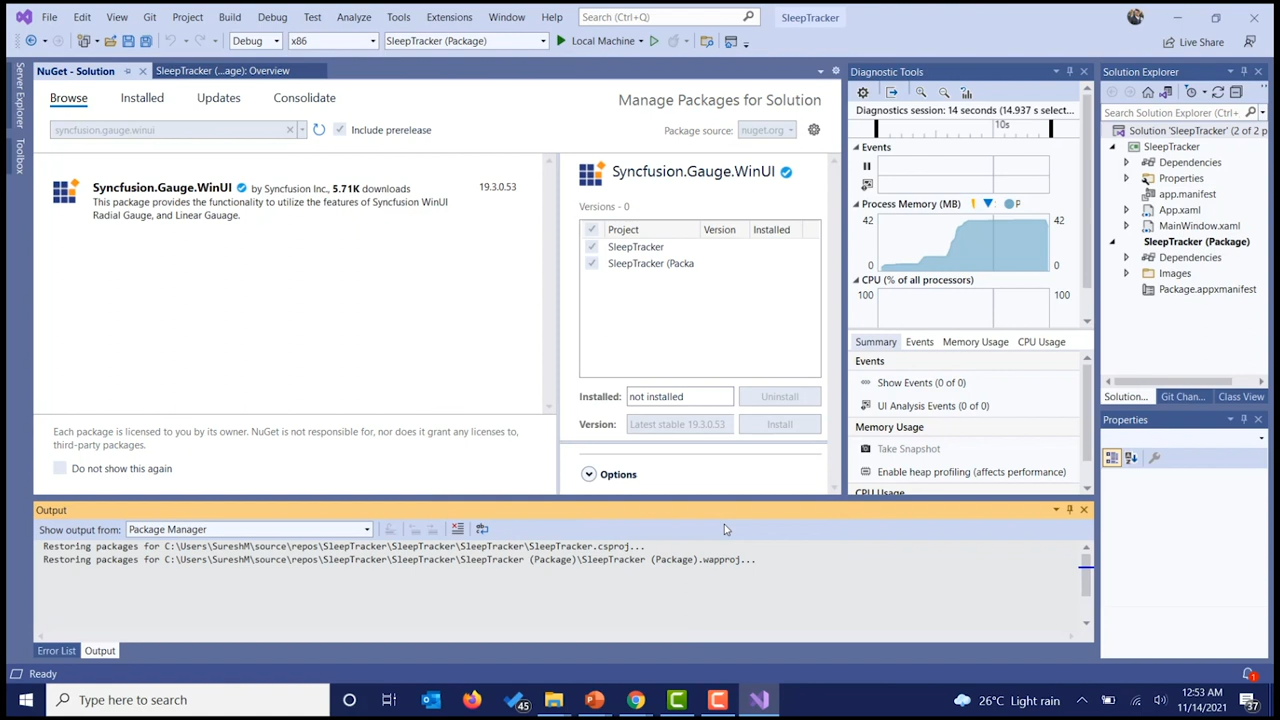 File Edit View Git Project Build Debug Test Analyze Tools Extensions Window Help Search (Ctrl+Q) SleepTracker
Debug x86 SleepTracker (Package) Local Machine Live Share
Server Explorer
Toolbox
NuGet - Solution SleepTracker (...age): Overview
Browse Installed Updates Consolidate
Manage Packages for Solution
syncfusion.gauge.winui Include prerelease
Package source: nuget.org
Syncfusion.Gauge.WinUI by Syncfusion Inc., 5.71K downloads 19.3.0.53
This package provides the functionality to utilize the features of Syncfusion WinUI
Radial Gauge, and Linear Gauage.
Each package is licensed to you by its owner. NuGet is not responsible for, nor does it grant any licenses to,
third-party packages.
Do not show this again
Syncfusion.Gauge.WinUI
Versions - 0
Project Version Installed
SleepTracker
SleepTracker (Packa
Installed: not installed Uninstall
Version: Latest stable 19.3.0.53 Install
Options
Diagnostic Tools
Diagnostics session: 14 seconds (14.937 s select...
10s
Events
Process Memory (MB) P
42 42
0 0
CPU (% of all processors)
100 100
Summary Events Memory Usage CPU Usage
Events
Show Events (0 of 0)
UI Analysis Events (0 of 0)
Memory Usage
Take Snapshot
Enable heap profiling (affects performance)
CPU Usage
Solution Explorer
Search Solution Explorer (Ctrl+;)
Solution 'SleepTracker' (2 of 2 p
SleepTracker
Dependencies
Properties
app.manifest
App.xaml
MainWindow.xaml
SleepTracker (Package)
Dependencies
Images
Package.appxmanifest
Solution... Git Chan... Class View
Properties
Output
Show output from: Package Manager
Restoring packages for C:\Users\SureshM\source\repos\SleepTracker\SleepTracker\SleepTracker\SleepTracker.csproj...
Restoring packages for C:\Users\SureshM\source\repos\SleepTracker\SleepTracker\SleepTracker (Package)\SleepTracker (Package).wapproj...
Error List Output
Ready 1
Type here to search 45 26°C Light rain 12:53 AM
11/14/2021 37